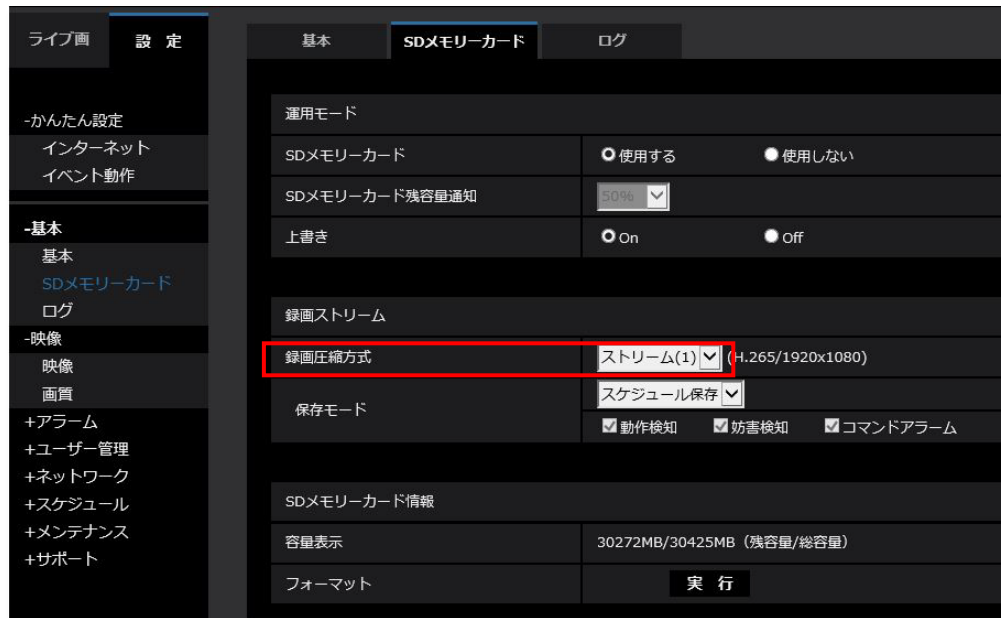 ライブ画 設 定
基本 SDメモリーカード ログ
-かんたん設定
インターネット
イベント動作
-基本
基本
SDメモリーカード
ログ
-映像
映像
画質
+アラーム
+ユーザー管理
+ネットワーク
+スケジュール
+メンテナンス
+サポート
運用モード
SDメモリーカード 使用する 使用しない
SDメモリーカード残容量通知 50%
上書き On Off
録画ストリーム
録画圧縮方式 ストリーム(1) (H.265/1920x1080)
保存モード スケジュール保存
動作検知 妨害検知 コマンドアラーム
SDメモリーカード情報
容量表示 30272MB/30425MB（残容量/総容量）
フォーマット 実 行